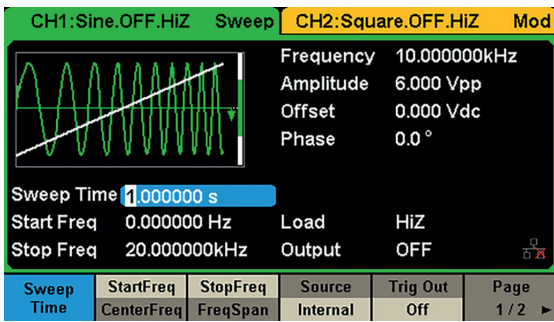 CH1:Sine.OFF.HiZ Sweep CH2:Square.OFF.HiZ Mod
Frequency 10.000000kHz
Amplitude 6.000 Vpp
Offset 0.000 Vdc
Phase 0.0 °
Sweep Time 1.000000 s
Start Freq 0.000000 Hz Load HiZ
Stop Freq 20.000000kHz Output OFF
Sweep Time StartFreq StopFreq Source Trig Out Page
CenterFreq FreqSpan Internal Off 1/2 ►